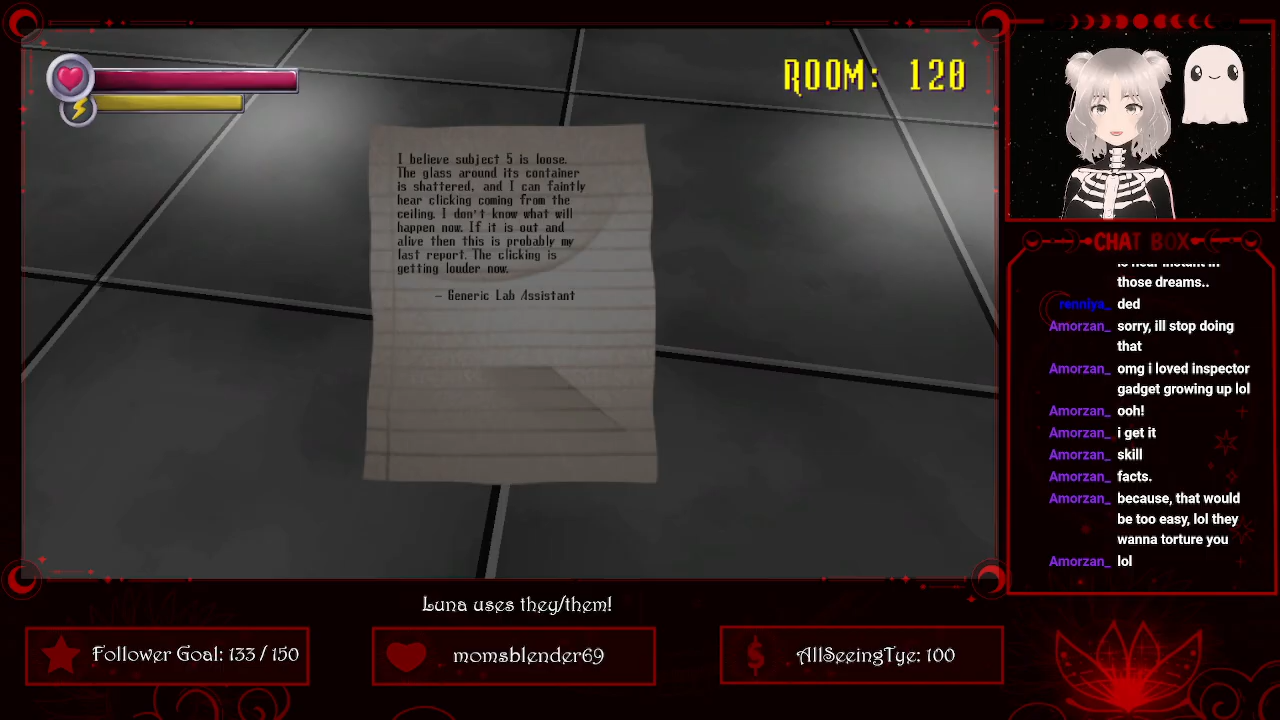 ROOM: 120
I believe subject 5 is loose.
The glass around its container
is shattered, and I can faintly
hear clicking coming from the
ceiling. I don't know what will
happen now. If it is out and
alive then this is probably my
last report. The clicking is
getting louder now.
- Generic Lab Assistant
CHAT BOX
those dreams..
renniya_ ded
Amorzan_ sorry, ill stop doing
that
Amorzan_ omg i loved inspector
gadget growing up lol
Amorzan_ ooh!
Amorzan_ i get it
Amorzan_ skill
Amorzan_ facts.
Amorzan_ because, that would
be too easy, lol they
wanna torture you
Amorzan_ lol
Luna uses they/them!
Follower Goal: 133 / 150
momsblender69
AllSeeingTye: 100